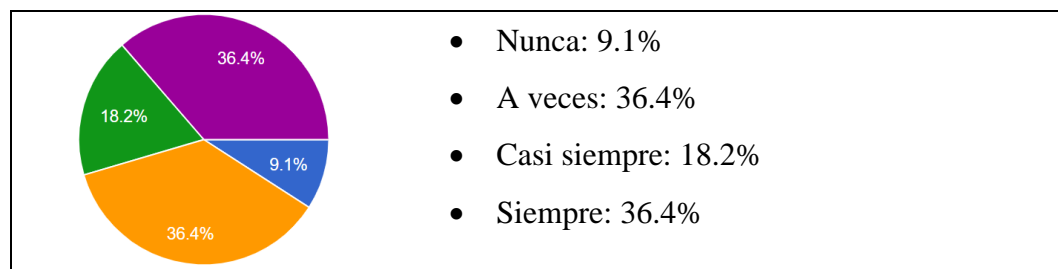 36.4%
18.2%
9.1%
36.4%
• Nunca: 9.1%
• A veces: 36.4%
• Casi siempre: 18.2%
• Siempre: 36.4%